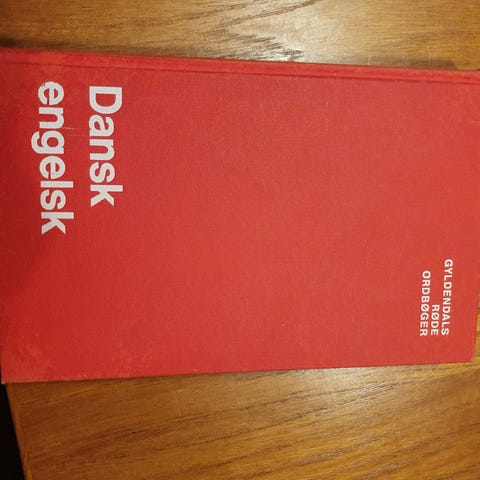 Dansk
engelsk
GYLDENDALS
RØDE
ORDBØGER